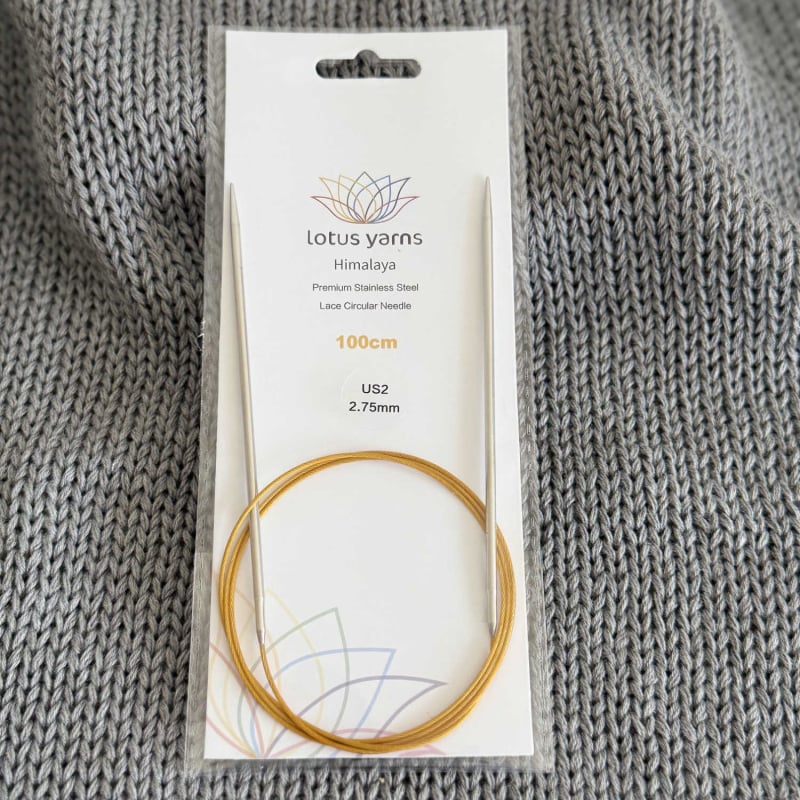 lotus yarns
Himalaya
Premium Stainless Steel
Lace Circular Needle
100cm
US2
2.75mm